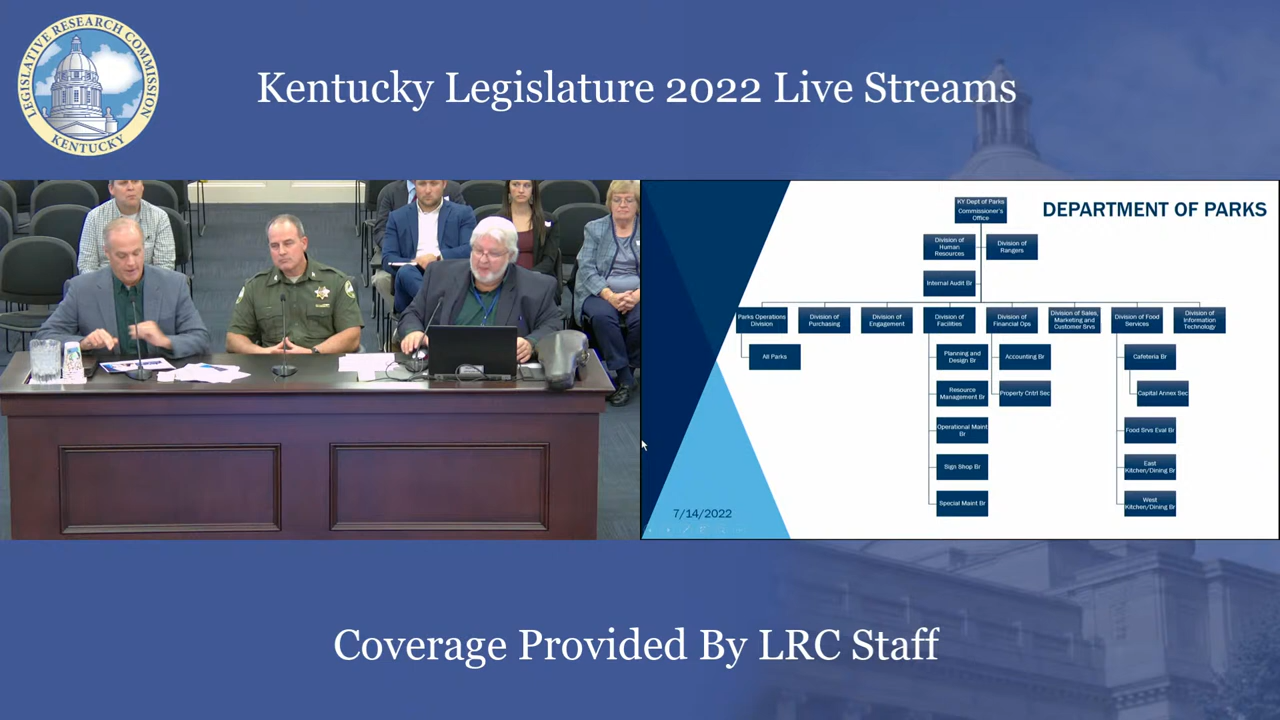 LEGISLATIVE RESEARCH COMMISSION
KENTUCKY
Kentucky Legislature 2022 Live Streams
DEPARTMENT OF PARKS
KY Dept of Parks
Commissioner's
Office
Division of
Human
Resources
Division of
Rangers
Internal Audit Br
Parks Operations
Division
Division of
Purchasing
Division of
Engagement
Division of
Facilities
Division of
Financial Ops
Division of Sales,
Marketing and
Customer Srvs
Division of Food
Services
Division of
Information
Technology
All Parks
Planning and
Design Br
Resource
Management Br
Operational Maint
Br
Sign Shop Br
Special Maint Br
Accounting Br
Property Cntrl Sec
Cafeteria Br
Capital Annex Sec
Food Srvs Eval Br
East
Kitchen/Dining Br
West
Kitchen/Dining Br
7/14/2022
Coverage Provided By LRC Staff